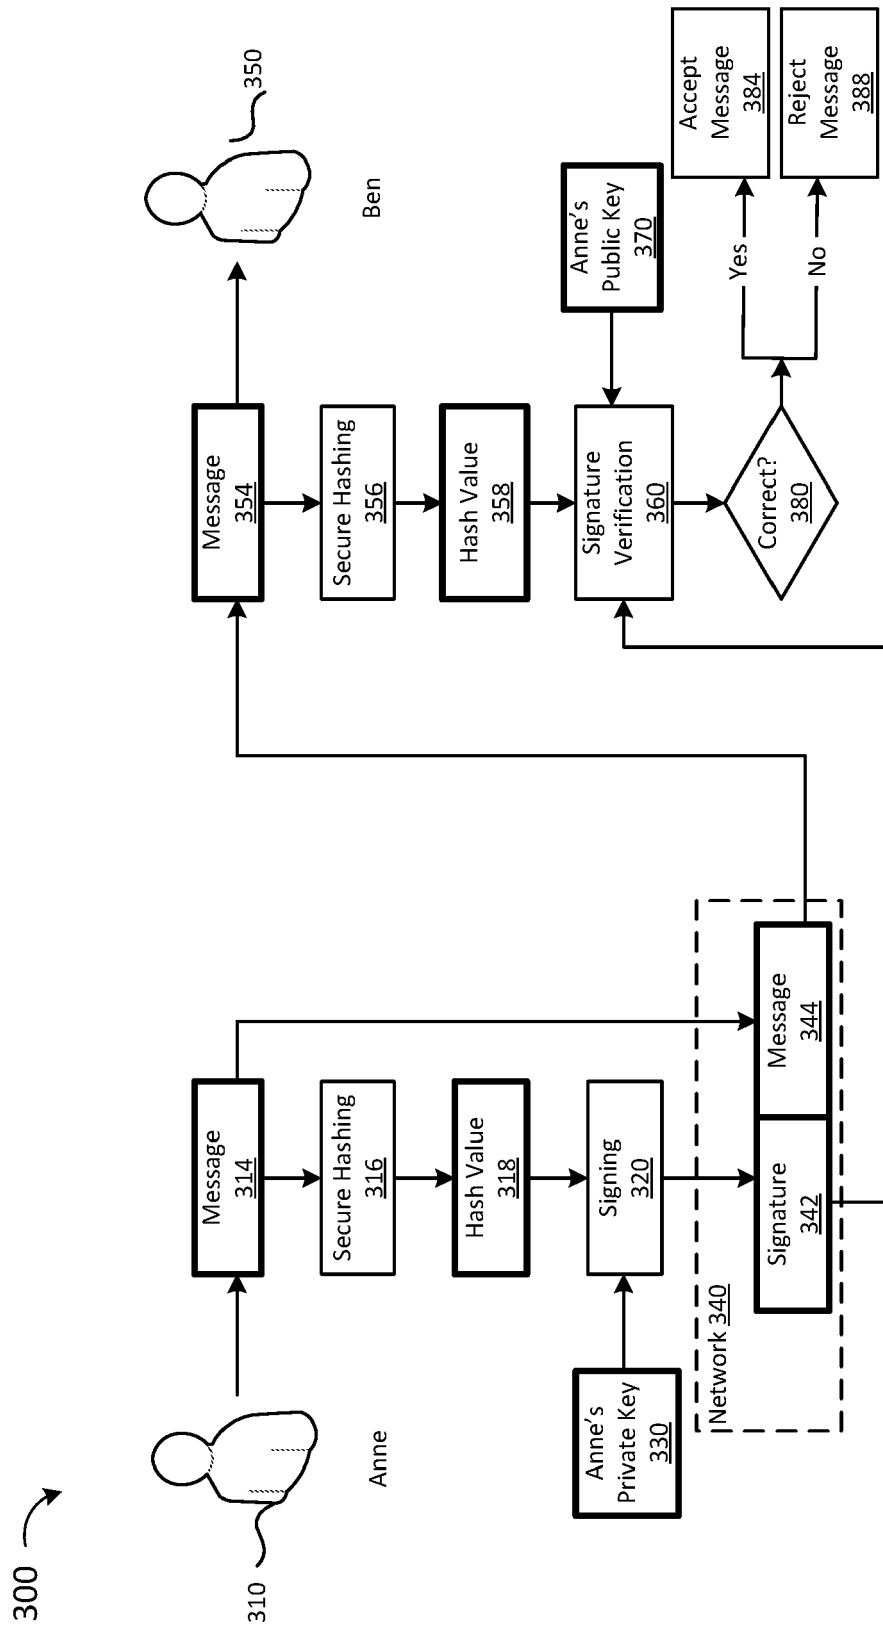 300
310
Anne
Message
314
Secure Hashing
316
Hash Value
318
Anne's
Private Key
330
Signing
320
Network 340
Signature
342
Message
344
350
Ben
Message
354
Secure Hashing
356
Hash Value
358
Signature
Verification
360
Anne's
Public Key
370
Correct?
380
Yes
No
Accept
Message
384
Reject
Message
388